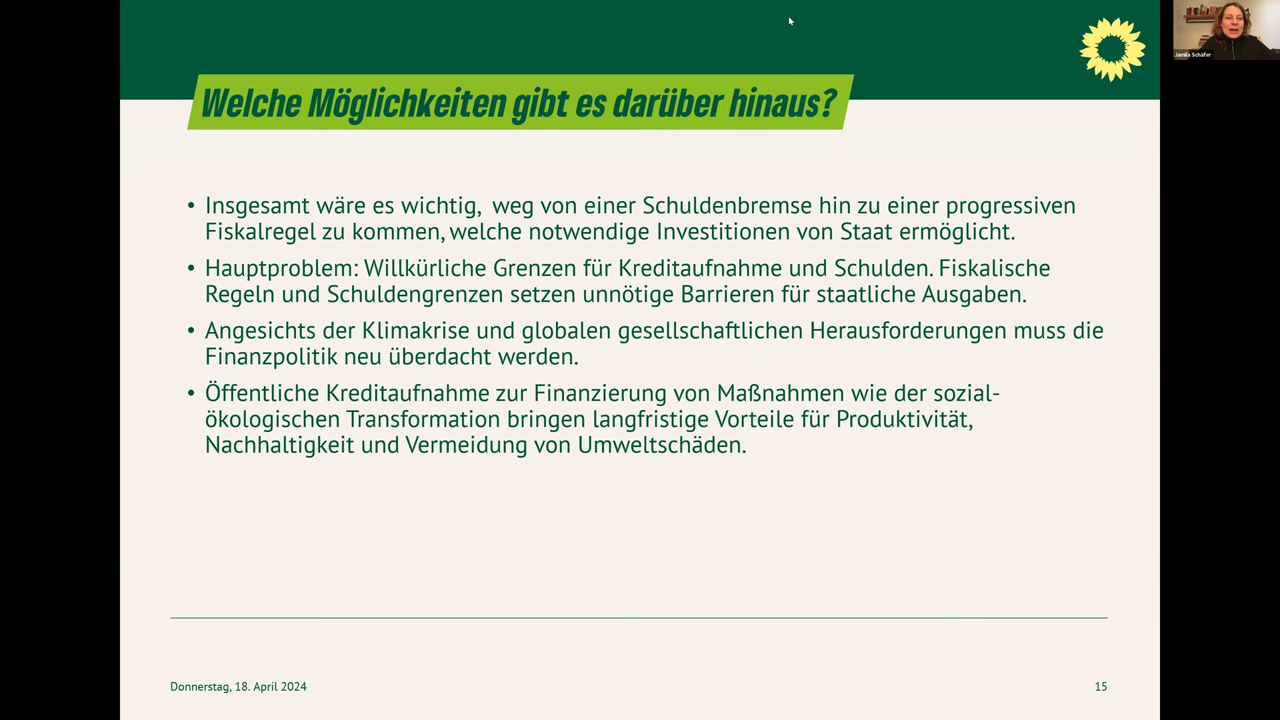 Welche Möglichkeiten gibt es darüber hinaus?
• Insgesamt wäre es wichtig, weg von einer Schuldenbremse hin zu einer progressiven
Fiskalregel zu kommen, welche notwendige Investitionen von Staat ermöglicht.
• Hauptproblem: Willkürliche Grenzen für Kreditaufnahme und Schulden. Fiskalische
Regeln und Schuldengrenzen setzen unnötige Barrieren für staatliche Ausgaben.
• Angesichts der Klimakrise und globalen gesellschaftlichen Herausforderungen muss die
Finanzpolitik neu überdacht werden.
• Öffentliche Kreditaufnahme zur Finanzierung von Maßnahmen wie der sozial-
ökologischen Transformation bringen langfristige Vorteile für Produktivität,
Nachhaltigkeit und Vermeidung von Umweltschäden.
Donnerstag, 18. April 2024
15
Jamila Schäfer